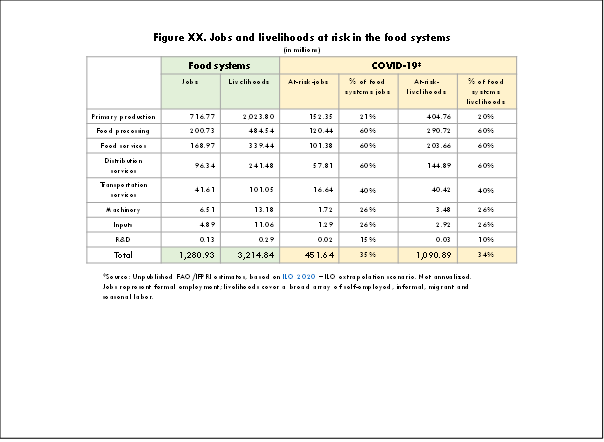 Figure XX. Jobs and livelihoods at risk in the food systems
(in millions)
Food systems COVID-19‡
Jobs Livelihoods At-risk-jobs % of food systems jobs At-risk-livelihoods % of food systems livelihoods
Primary production 716.77 2,023.80 152.35 21% 404.76 20%
Food processing 200.73 484.54 120.44 60% 290.72 60%
Food services 168.97 339.44 101.38 60% 203.66 60%
Distribution services 96.34 241.48 57.81 60% 144.89 60%
Transportation services 41.61 101.05 16.64 40% 40.42 40%
Machinery 6.51 13.18 1.72 26% 3.48 26%
Inputs 4.89 11.06 1.29 26% 2.92 26%
R&D 0.13 0.29 0.02 15% 0.03 10%
Total 1,280.93 3,214.84 451.64 35% 1,090.89 34%
‡Source: Unpublished FAO/IFPRI estimates, based on ILO 2020 – ILO extrapolation scenario. Not annualized.
Jobs represent formal employment; livelihoods cover a broad array of self-employed, informal, migrant and
seasonal labor.